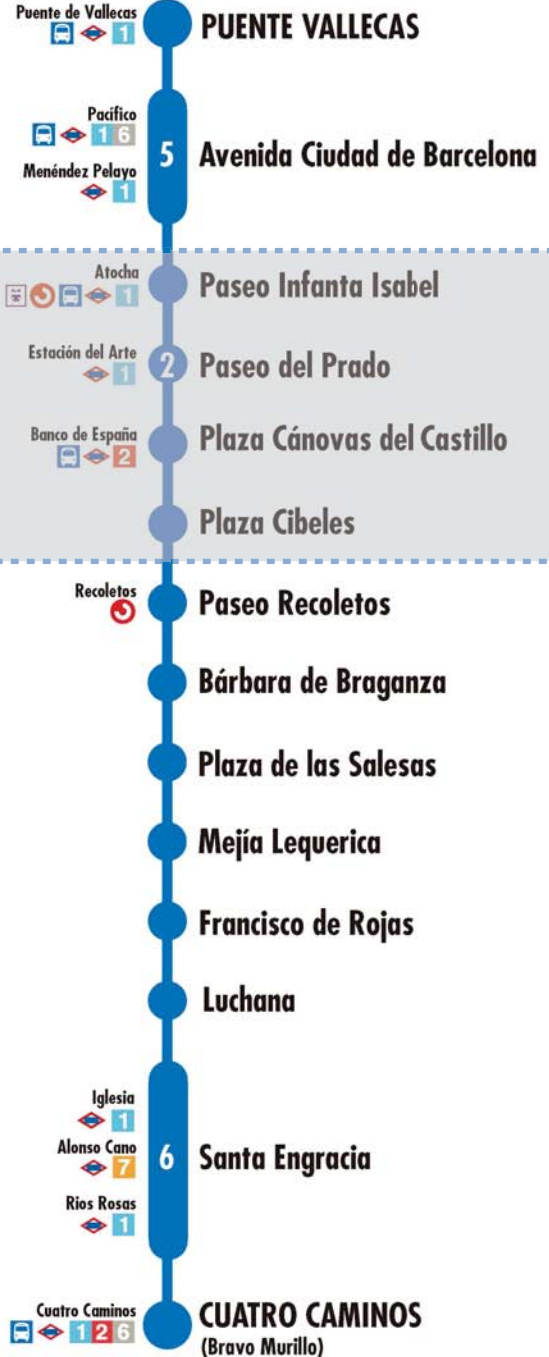 Puente de Vallecas
1
PUENTE VALLECAS
Pacífico
1 6
Menéndez Pelayo
1
5
Avenida Ciudad de Barcelona
Atocha
1
Paseo Infanta Isabel
Estación del Arte
1
2
Paseo del Prado
Banco de España
2
Plaza Cánovas del Castillo
Plaza Cibeles
Recoletos
Paseo Recoletos
Bárbara de Braganza
Plaza de las Salesas
Mejía Lequerica
Francisco de Rojas
Luchana
Iglesia
1
Alonso Cano
7
Rios Rosas
1
6
Santa Engracia
Cuatro Caminos
1 2 6
CUATRO CAMINOS
(Bravo Murillo)